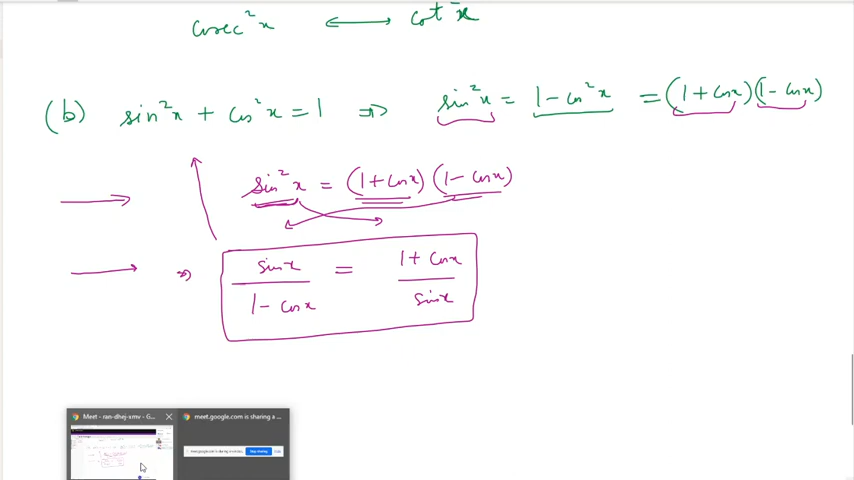 cosec²x ⟷ cot²x
(b) sin²x + cos²x = 1 ⇒ sin²x = 1 - cos²x = (1 + cosx)(1 - cosx)
sin²x = (1 + cosx)(1 - cosx)
⇒ sinx / 1 - cosx = 1 + cosx / sinx
Meet - ran-dhvj-xmv - G...
meet.google.com is sharing a ...